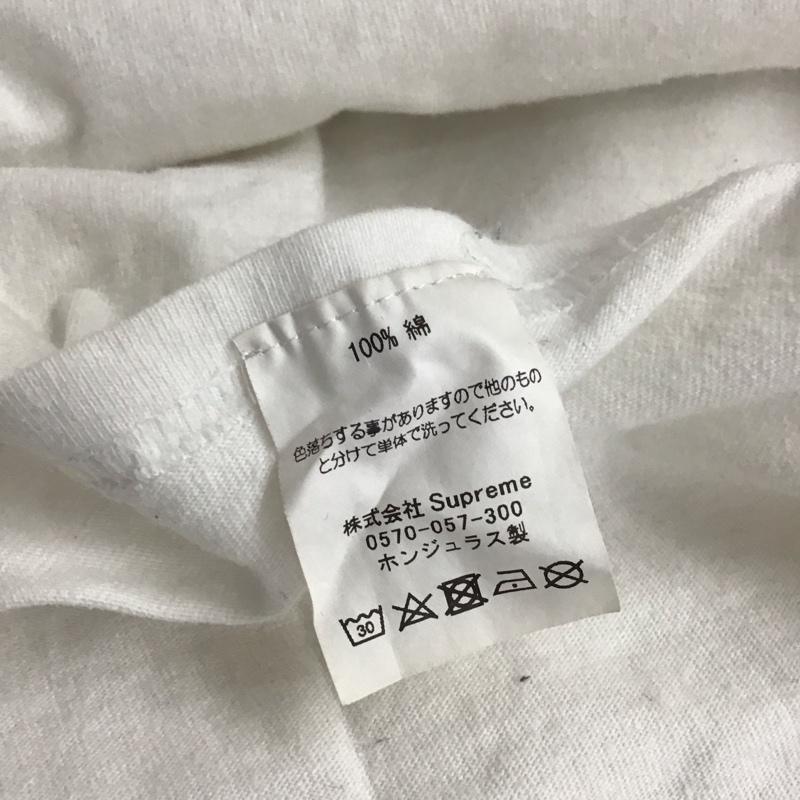 100% 綿
色落ちする事がありますので他のもの
と分けて単体で洗ってください。
株式会社 Supreme
0570-057-300
ホンジュラス製
30